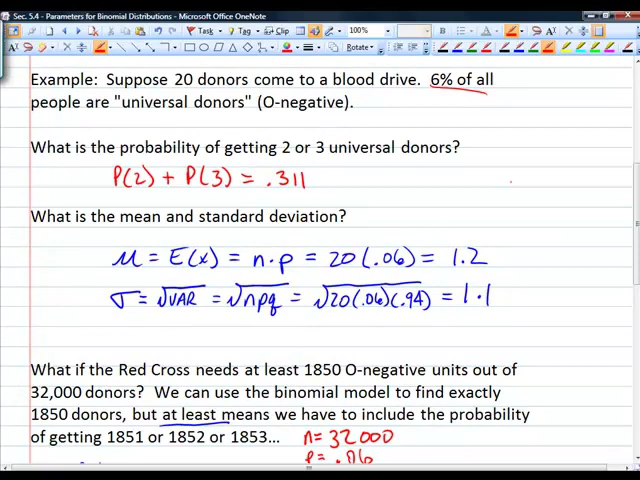 Sec. 5.4 - Parameters for Binomial Distributions - Microsoft Office OneNote
Task
Clip
100%
Rotate
Example: Suppose 20 donors come to a blood drive. 6% of all
people are "universal donors" (O-negative).
What is the probability of getting 2 or 3 universal donors?
P(2) + P(3) = .311
What is the mean and standard deviation?
μ = E(x) = n·p = 20(.06) = 1.2
σ = √VAR = √npq = √20(.06)(.94) = 1.1
What if the Red Cross needs at least 1850 O-negative units out of
32,000 donors? We can use the binomial model to find exactly
1850 donors, but at least means we have to include the probability
of getting 1851 or 1852 or 1853...
n = 32000
p = .06